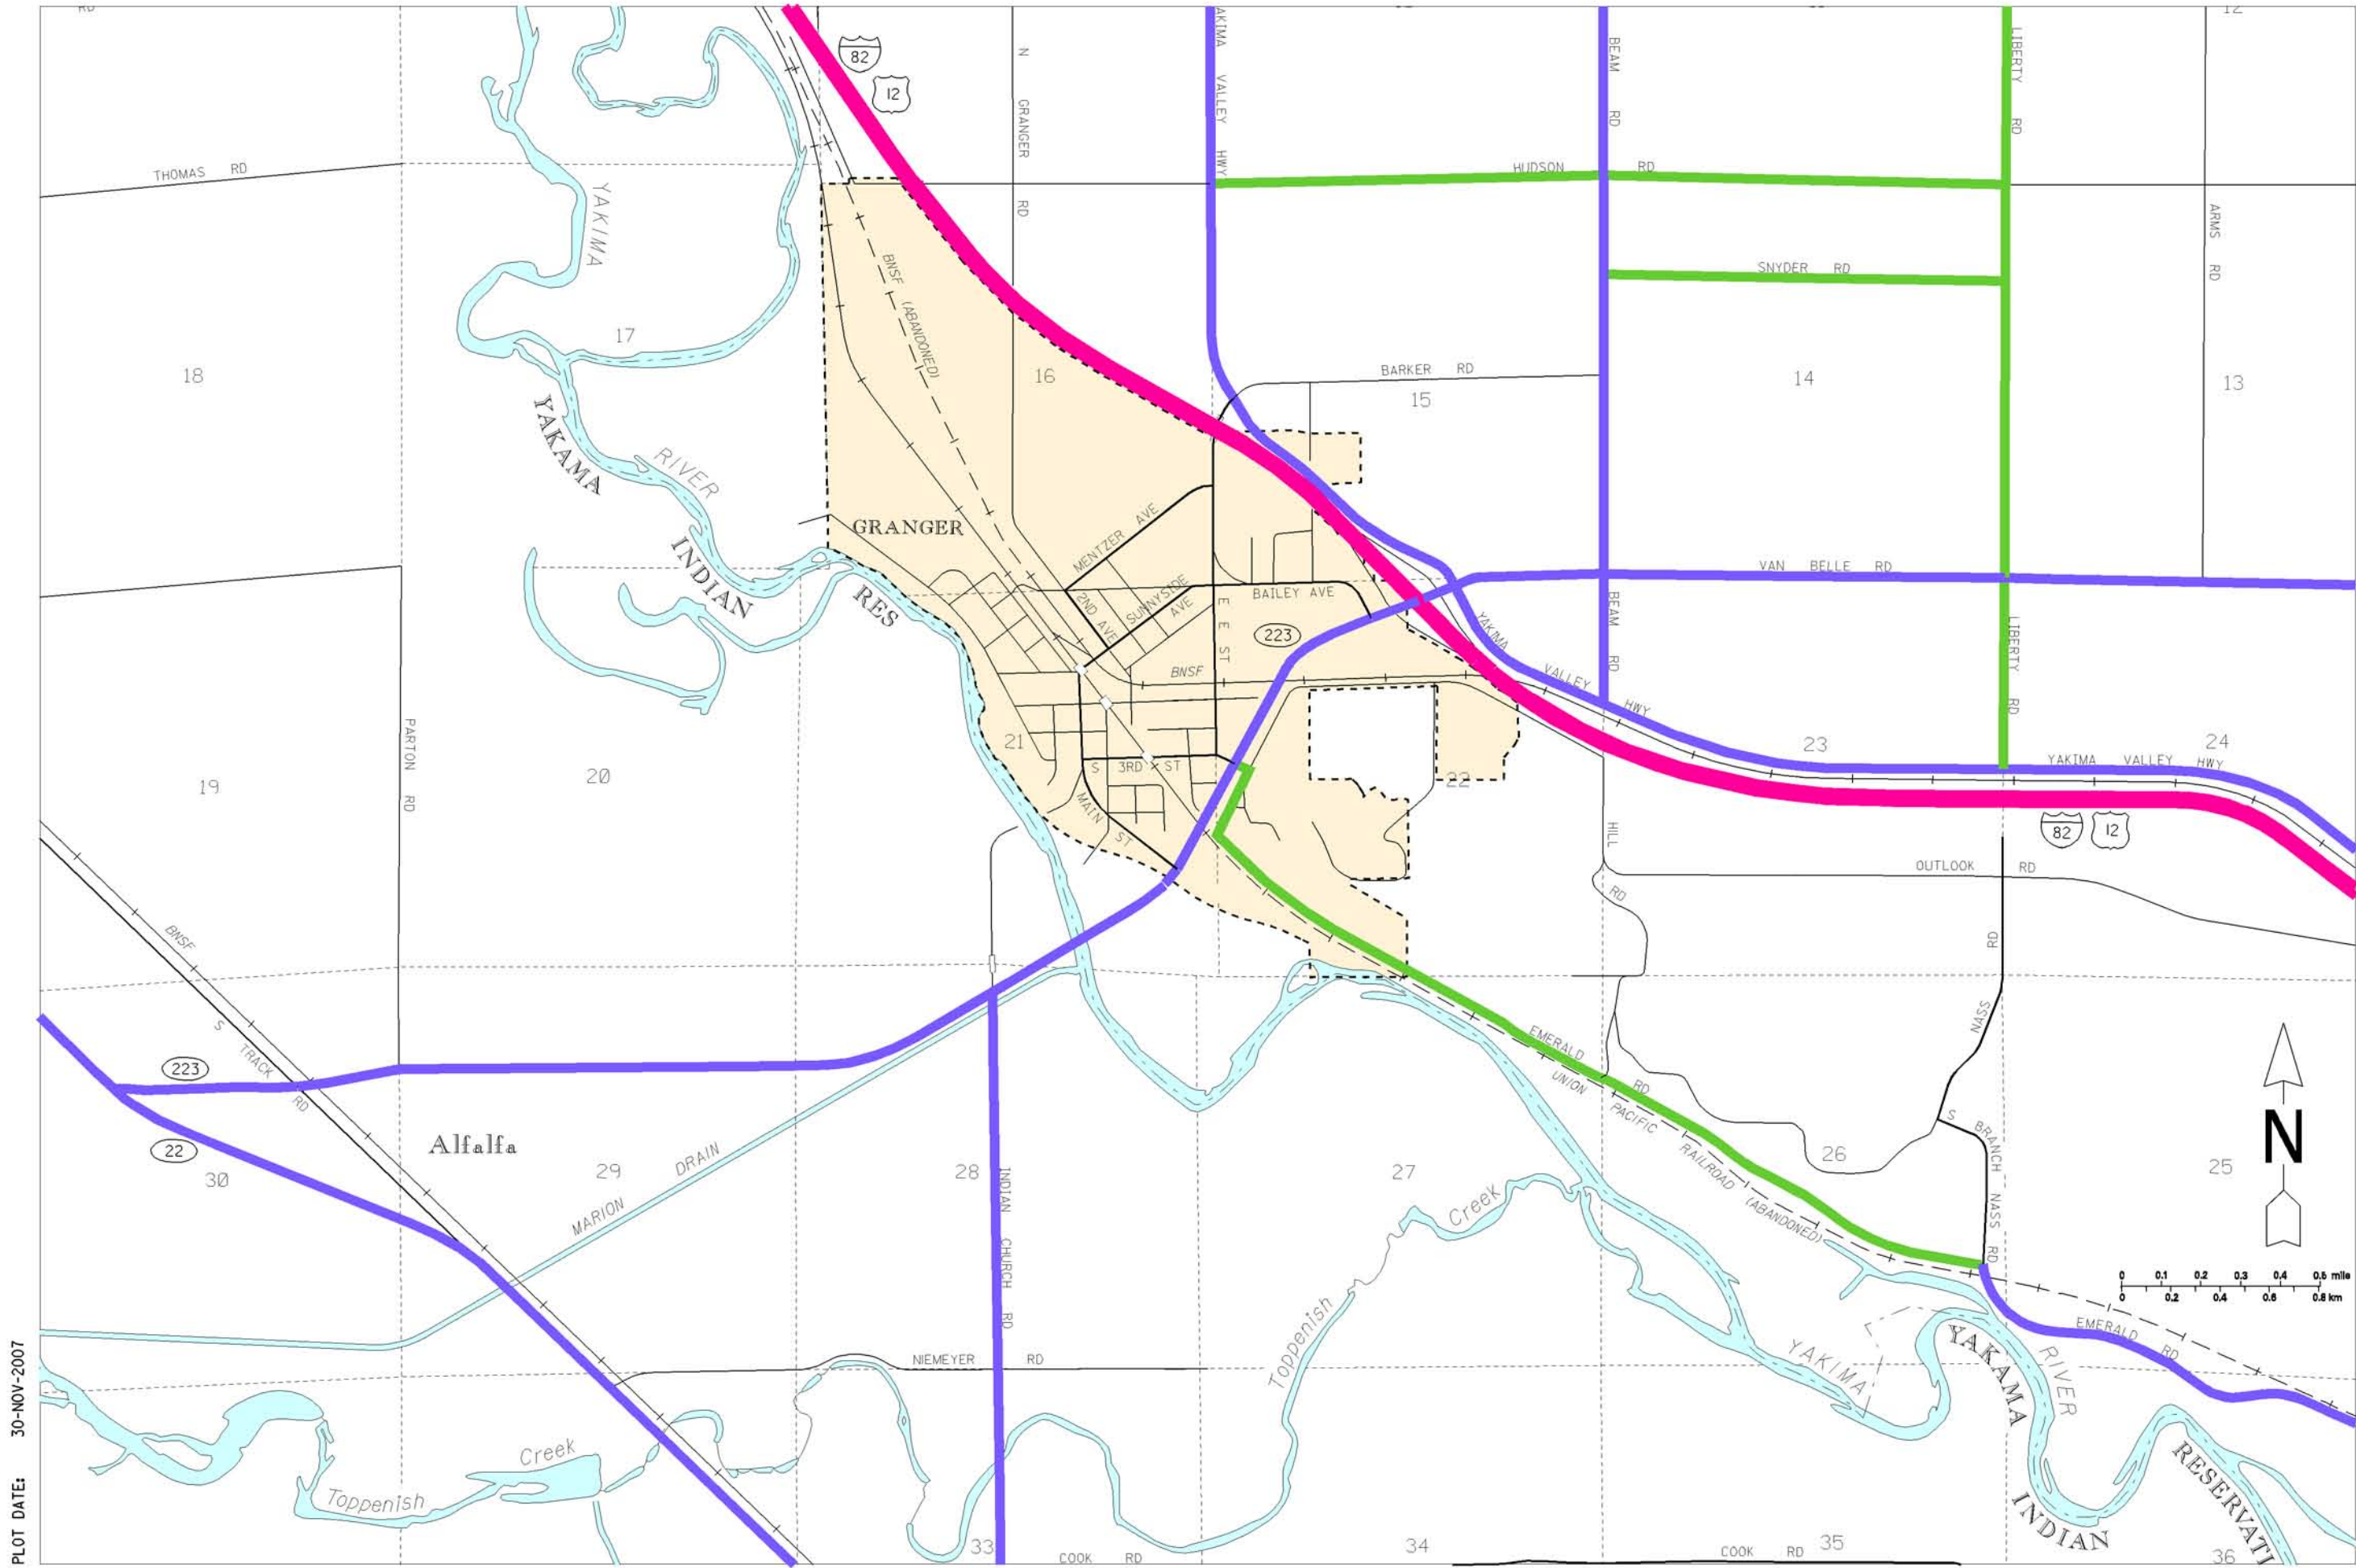 RD
12
82
12
N GRANGER RD
AKIMA VALLEY HWY
BEAM RD
LIBERTY RD
THOMAS RD
HUDSON RD
YAKIMA
ARMS RD
BNSF (ABANDONED)
SNYDER RD
17
18
16
BARKER RD
15
14
13
YAKAMA
RIVER
GRANGER
MENTZER AVE
INDIAN
RES
2ND AVE
SUNNYSIDE AVE
BAILEY AVE
E E ST
223
VAN BELLE RD
BEAM RD
LIBERTY RD
YAKIMA VALLEY HWY
BNSF
PARTON RD
21
20
19
S 3RD ST
MAIN ST
22
23
24
YAKIMA VALLEY HWY
82
12
HILL RD
OUTLOOK RD
BNSF
S TRACK RD
223
22
30
Alfalfa
29
MARION DRAIN
28
INDIAN CHURCH RD
27
EMERALD RD
UNION PACIFIC RAILROAD (ABANDONED)
NASS RD
S BRANCH NASS RD
26
25
N
0 0.1 0.2 0.3 0.4 0.5 mile
0 0.2 0.4 0.6 0.8 km
Toppenish Creek
EMERALD RD
YAKIMA RIVER
YAKAMA
INDIAN
RESERVATI
NIEMEYER RD
Toppenish Creek
33
COOK RD
34
COOK RD
35
36
PLOT DATE: 30-NOV-2007